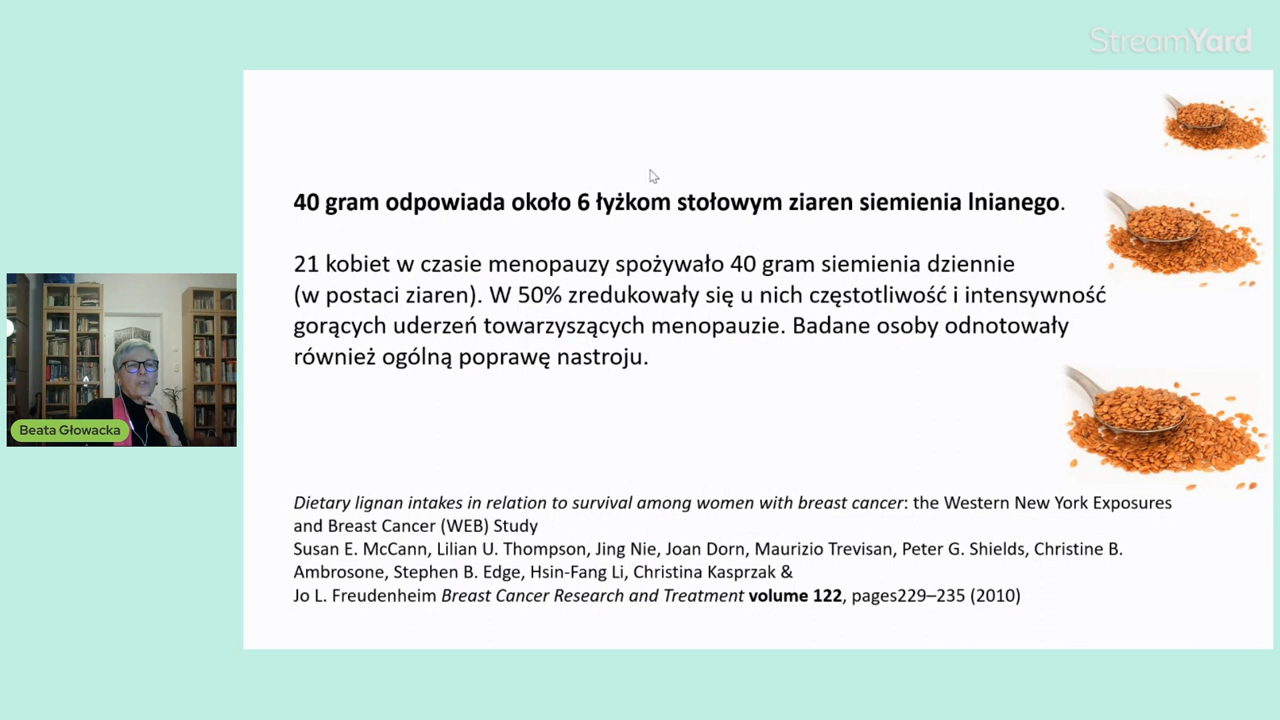 StreamYard
40 gram odpowiada około 6 łyżkom stołowym ziaren siemienia lnianego.
21 kobiet w czasie menopauzy spożywało 40 gram siemienia dziennie
(w postaci ziaren). W 50% zredukowały się u nich częstotliwość i intensywność
gorących uderzeń towarzyszących menopauzie. Badane osoby odnotowały
również ogólną poprawę nastroju.
Beata Głowacka
Dietary lignan intakes in relation to survival among women with breast cancer: the Western New York Exposures
and Breast Cancer (WEB) Study
Susan E. McCann, Lilian U. Thompson, Jing Nie, Joan Dorn, Maurizio Trevisan, Peter G. Shields, Christine B.
Ambrosone, Stephen B. Edge, Hsin-Fang Li, Christina Kasprzak &
Jo L. Freudenheim Breast Cancer Research and Treatment volume 122, pages229–235 (2010)